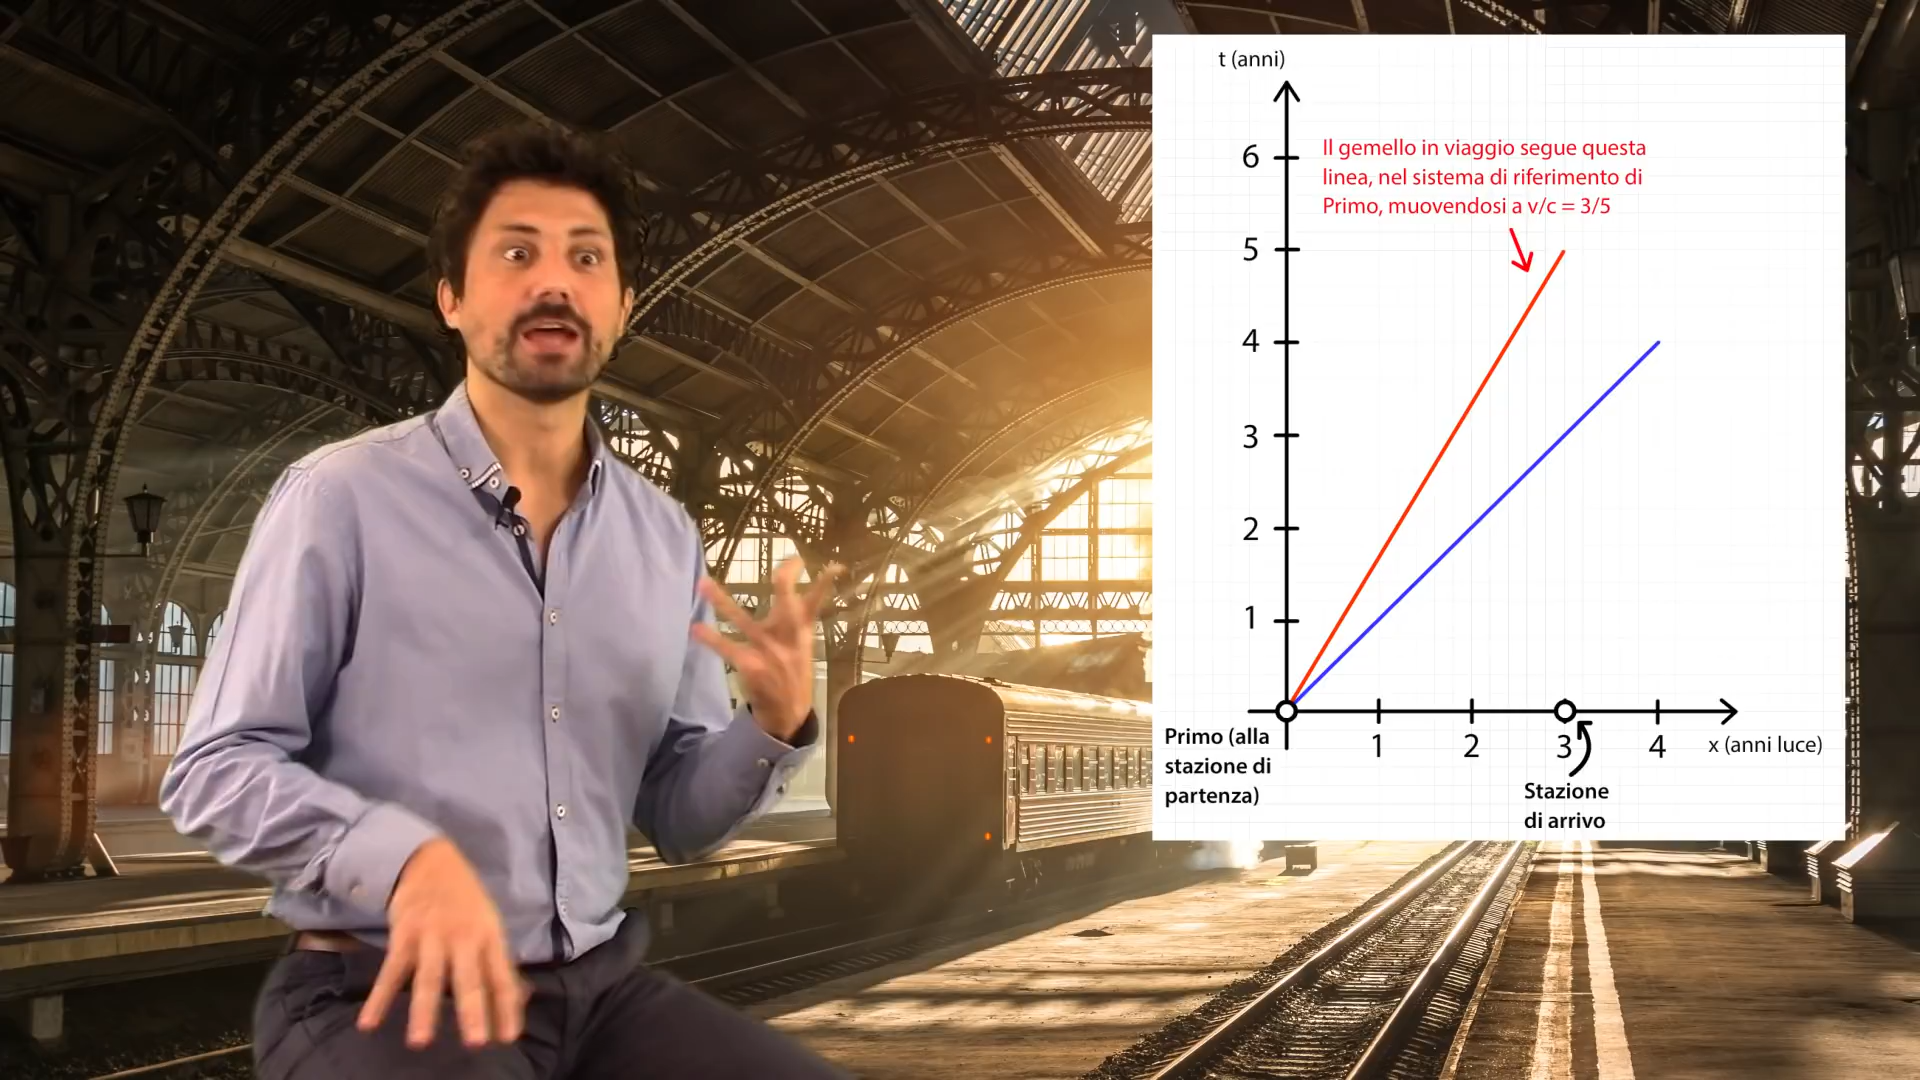 t (anni)
6
Il gemello in viaggio segue questa
linea, nel sistema di riferimento di
Primo, muovendosi a v/c = 3/5
5
4
3
2
1
Primo (alla
stazione di
partenza)
1 2 3 4 x (anni luce)
Stazione
di arrivo